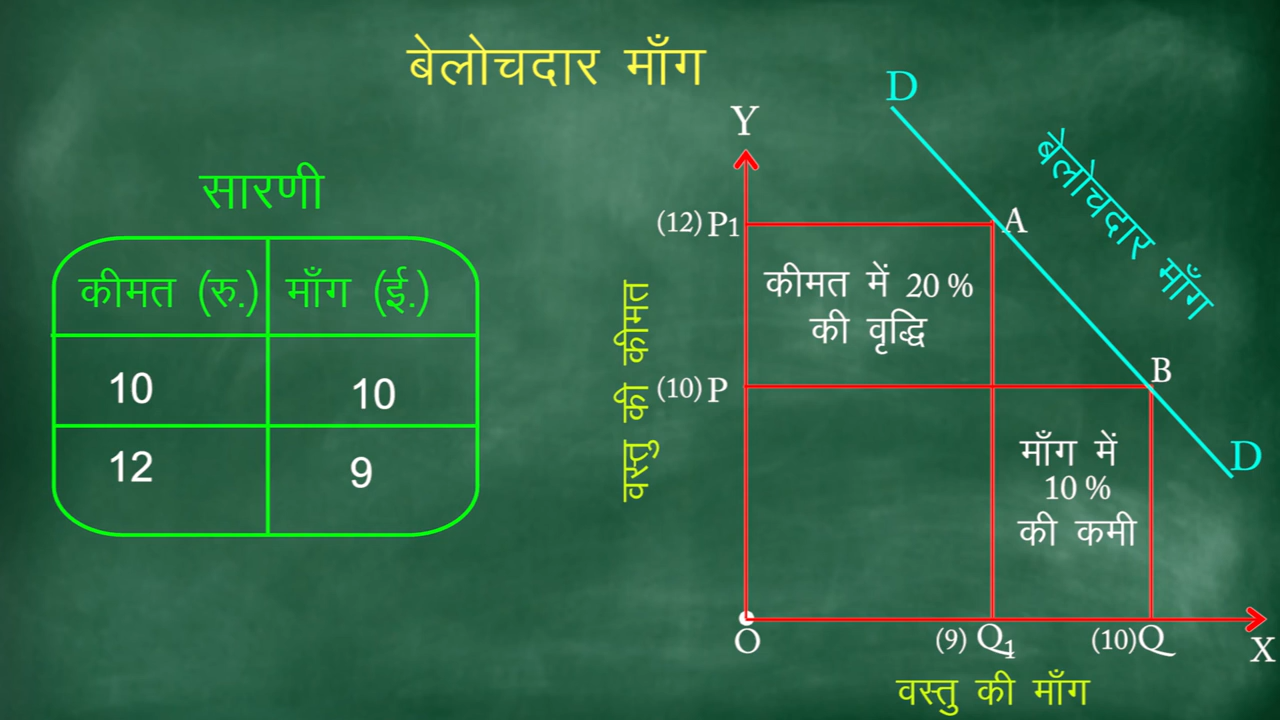 बेलोचदार माँग
सारणी
कीमत (रु.) माँग (ई.)
10 10
12 9
Y
D
बेलोचदार माँग
(12) P1
A
कीमत में 20 %
की वृद्धि
वस्तु की कीमत
(10) P
B
D
माँग में
10 %
की कमी
O
(9) Q1
(10) Q
X
वस्तु की माँग